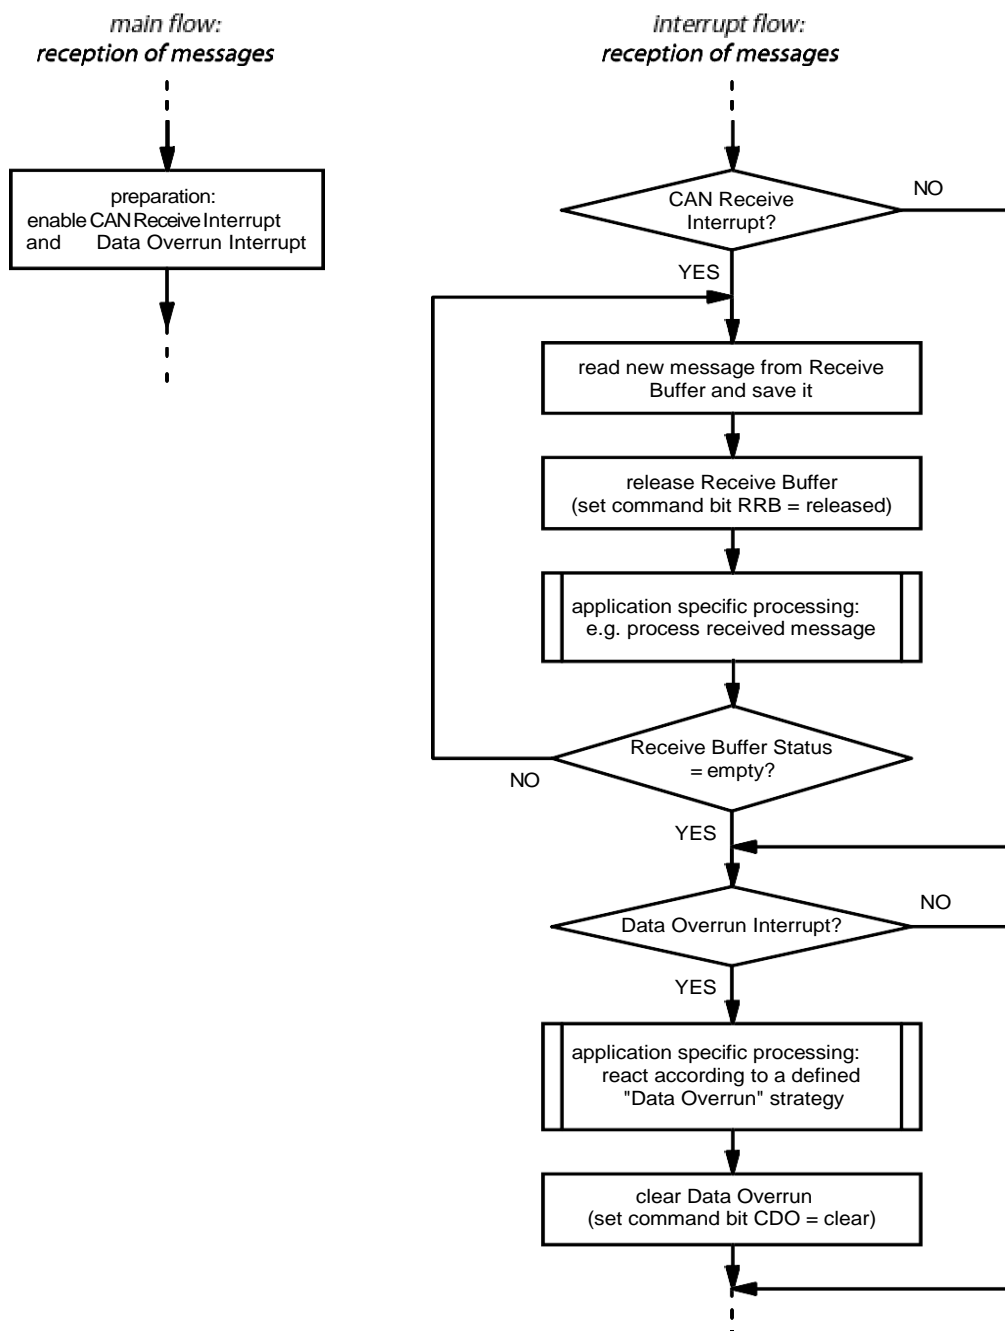 main flow:
reception of messages
preparation:
enable CAN Receive Interrupt
and Data Overrun Interrupt
interrupt flow:
reception of messages
CAN Receive
Interrupt?
NO
YES
read new message from Receive
Buffer and save it
release Receive Buffer
(set command bit RRB = released)
application specific processing:
e.g. process received message
Receive Buffer Status
= empty?
NO
YES
Data Overrun Interrupt?
NO
YES
application specific processing:
react according to a defined
"Data Overrun" strategy
clear Data Overrun
(set command bit CDO = clear)